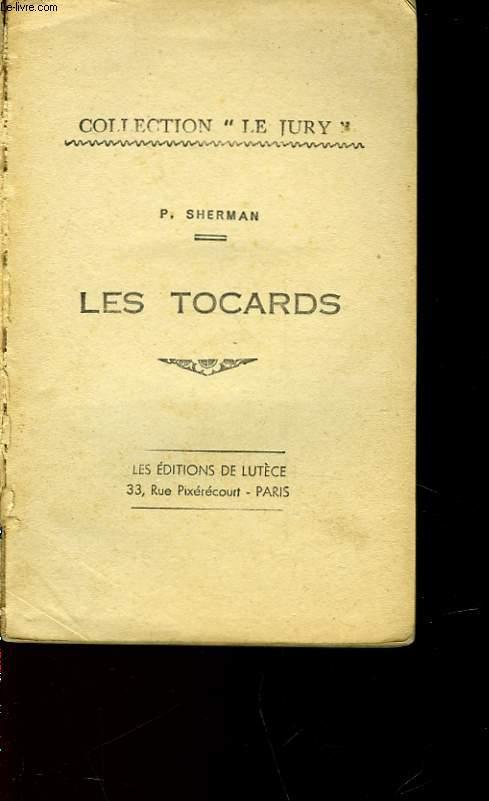 Le-livre.com
COLLECTION " LE JURY "
P. SHERMAN
LES TOCARDS
LES ÉDITIONS DE LUTÈCE
33, Rue Pixérécourt - PARIS